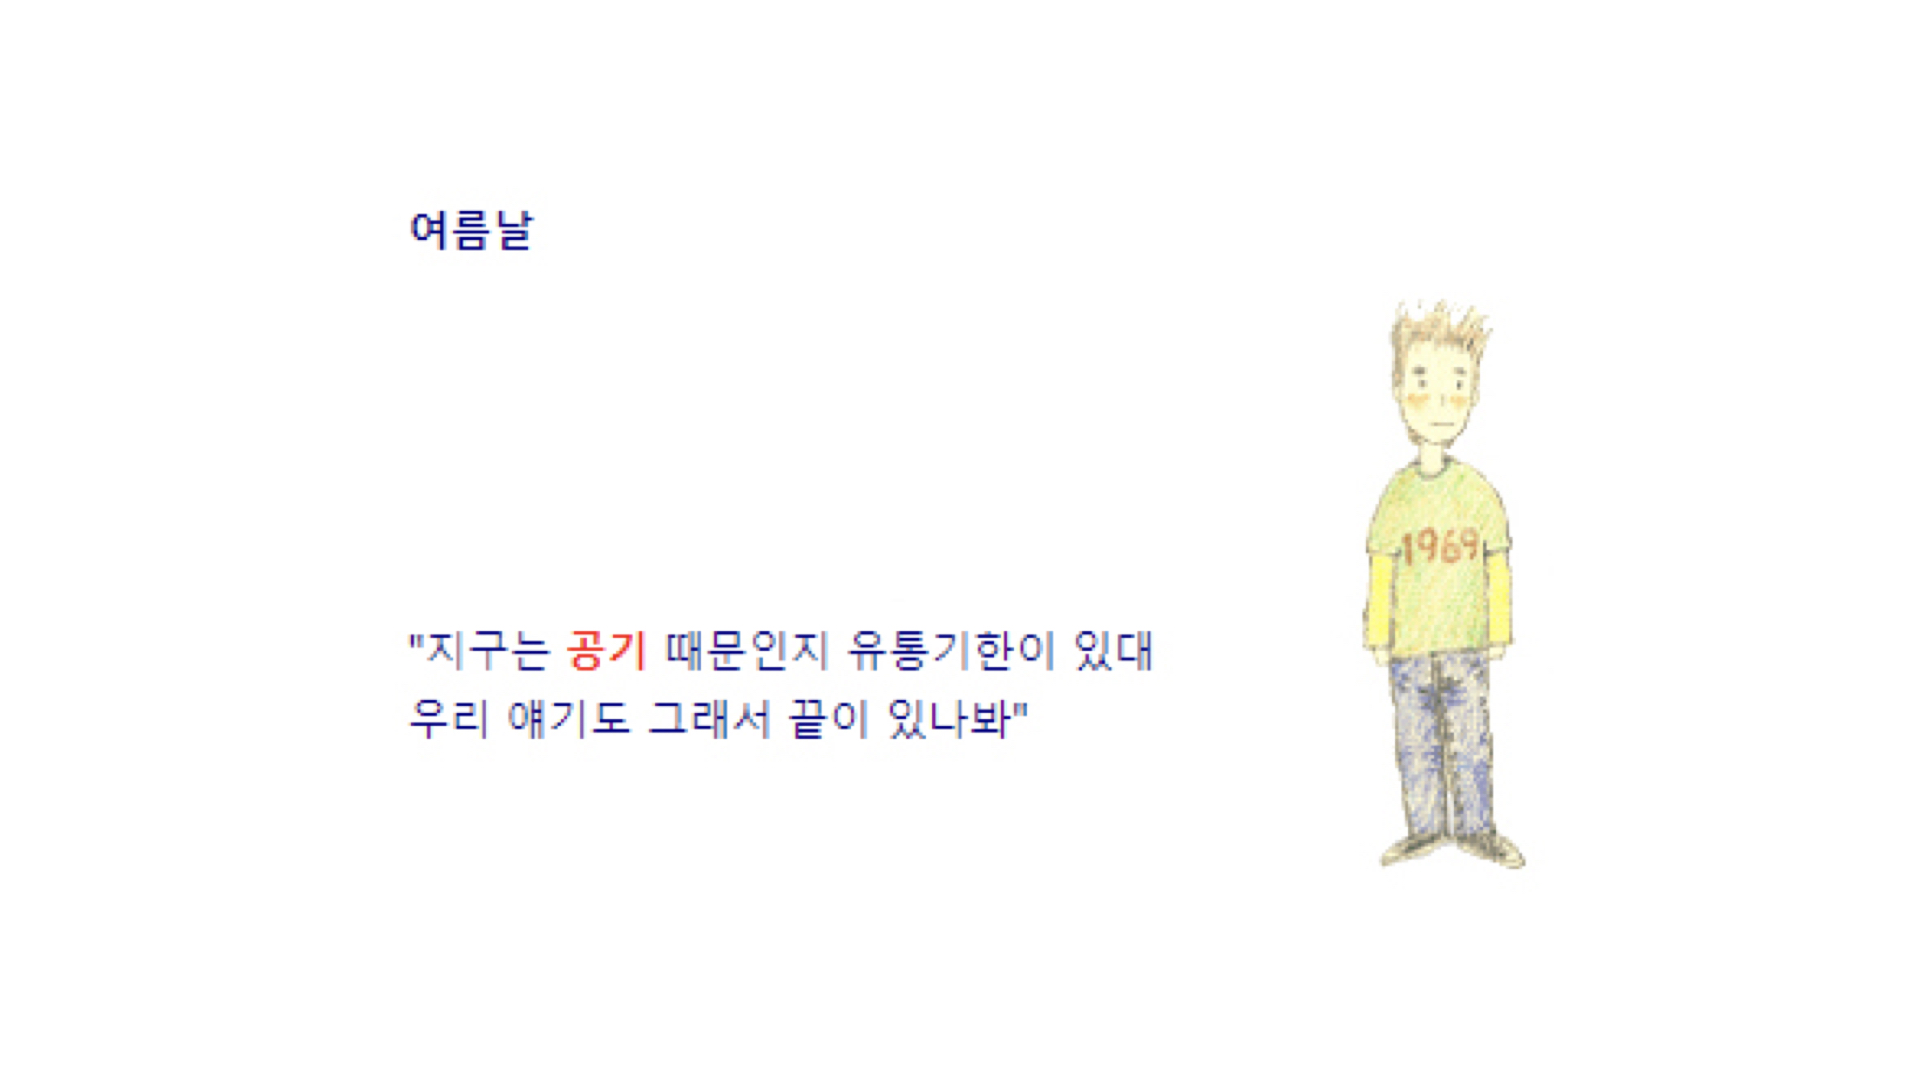 여름날
1969
"지구는 공기 때문인지 유통기한이 있대
우리 얘기도 그래서 끝이 있나봐"